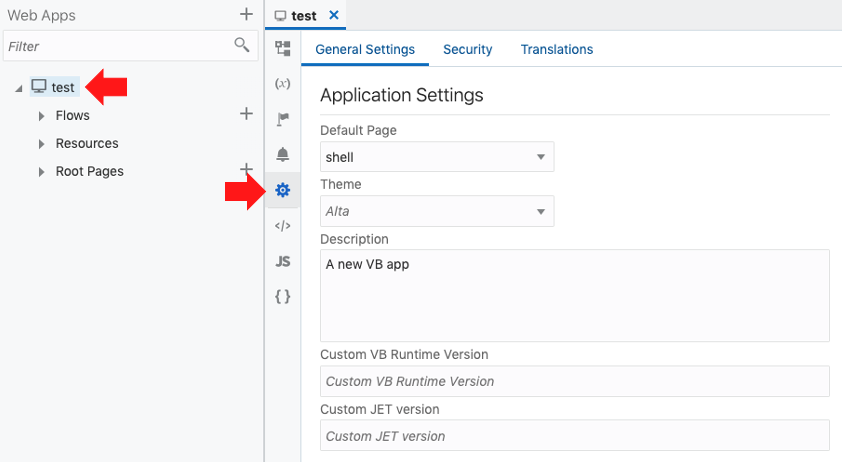 Web Apps
Filter
test
Flows
Resources
Root Pages
test
(x)
</>
JS
{ }
General Settings Security Translations
Application Settings
Default Page
shell
Theme
Alta
Description
A new VB app
Custom VB Runtime Version
Custom VB Runtime Version
Custom JET version
Custom JET version